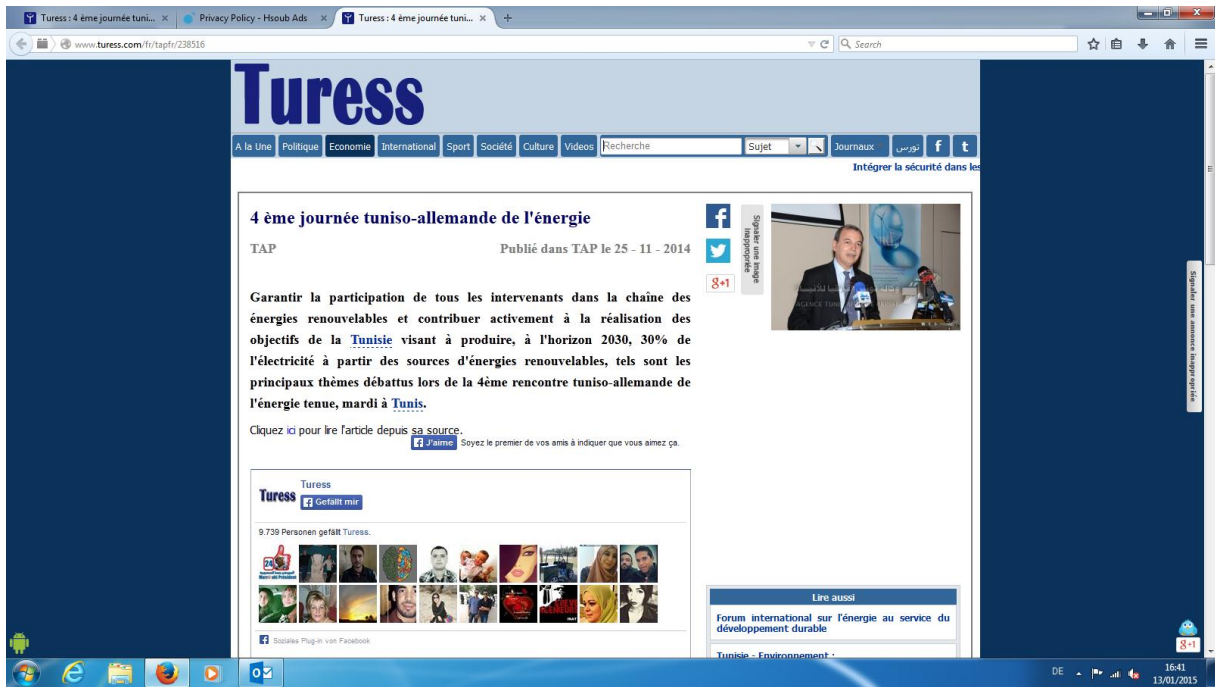 Turess : 4 ème journée tuni...
Privacy Policy - Hsoub Ads
Turess : 4 ème journée tuni...
www.turess.com/fr/tapfr/238516
Search
Turess
A la Une Politique Economie International Sport Société Culture Videos Recherche Sujet Journaux تورس f t
Intégrer la sécurité dans les
4 ème journée tuniso-allemande de l'énergie
TAP Publié dans TAP le 25 - 11 - 2014
Garantir la participation de tous les intervenants dans la chaîne des
énergies renouvelables et contribuer activement à la réalisation des
objectifs de la Tunisie visant à produire, à l'horizon 2030, 30% de
l'électricité à partir des sources d'énergies renouvelables, tels sont les
principaux thèmes débattus lors de la 4ème rencontre tuniso-allemande de
l'énergie tenue, mardi à Tunis.
Cliquez ici pour lire l'article depuis sa source.
J'aime Soyez le premier de vos amis à indiquer que vous aimez ça.
Turess
Turess
Gefällt mir
9.739 Personen gefällt Turess.
Soziales Plug-in von Facebook
g+1
Signaler une image
inappropriée
Signaler une annonce inappropriée
Lire aussi
Forum international sur l'énergie au service du
développement durable
Tunisie - Environnement :
g+1
DE
16:41
13/01/2015